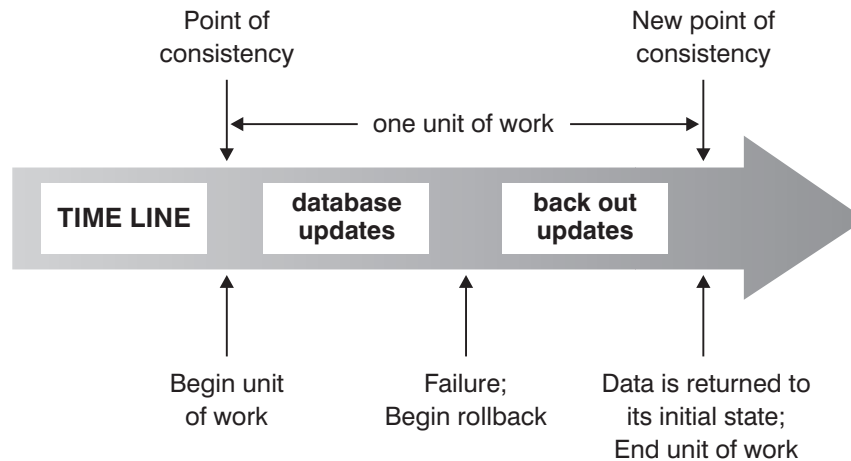 Point of
consistency
New point of
consistency
one unit of work
TIME LINE
database
updates
back out
updates
Begin unit
of work
Failure;
Begin rollback
Data is returned to
its initial state;
End unit of work